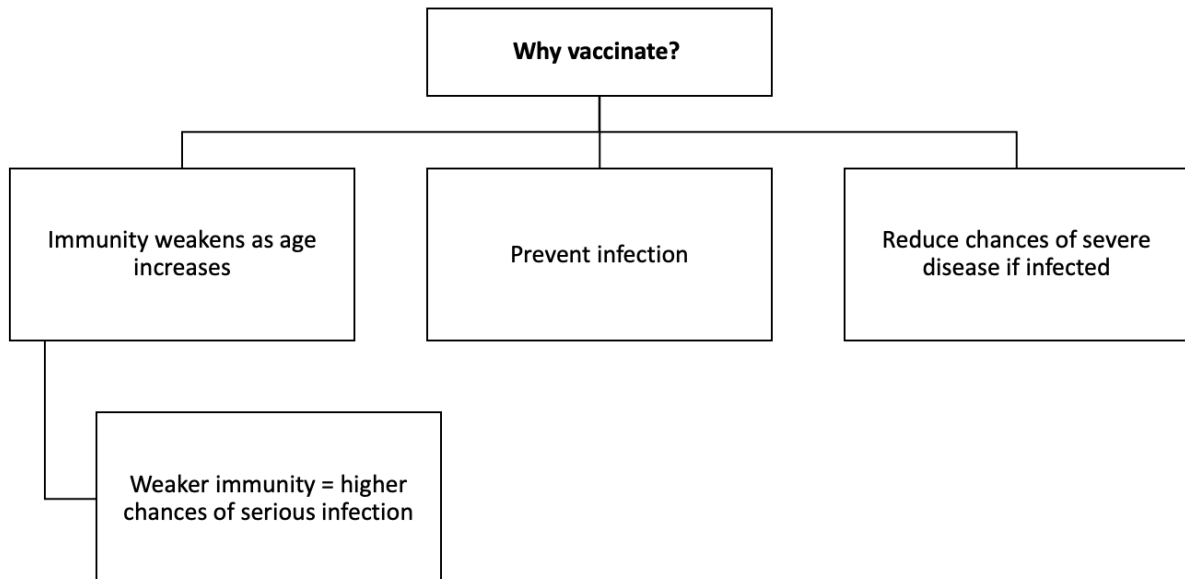 Why vaccinate?
Immunity weakens as age
increases
Prevent infection
Reduce chances of severe
disease if infected
Weaker immunity = higher
chances of serious infection